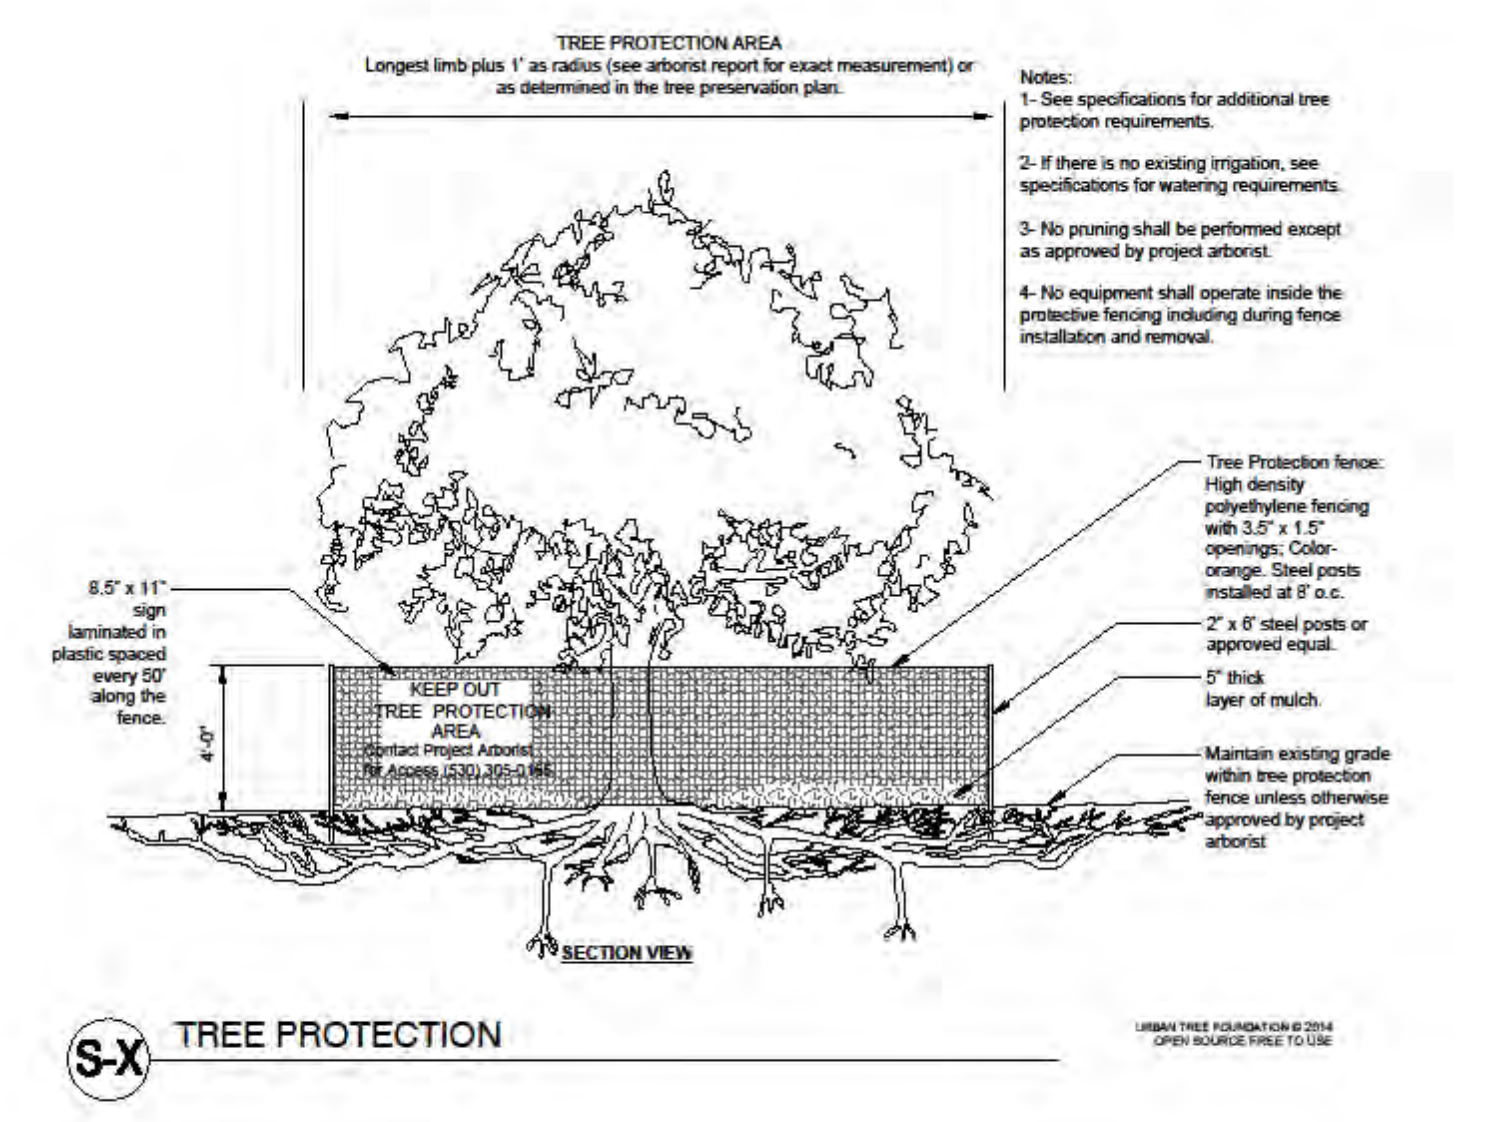 TREE PROTECTION AREA
Longest limb plus 1' as radius (see arborist report for exact measurement) or
as determined in the tree preservation plan.
Notes:
1- See specifications for additional tree
protection requirements.
2- If there is no existing irrigation, see
specifications for watering requirements.
3- No pruning shall be performed except
as approved by project arborist.
4- No equipment shall operate inside the
protective fencing including during fence
installation and removal.
Tree Protection fence:
High density
polyethylene fencing
with 3.5" x 1.5"
openings; Color-
orange. Steel posts
installed at 8' o.c.
2" x 6' steel posts or
approved equal.
5" thick
layer of mulch.
Maintain existing grade
within tree protection
fence unless otherwise
approved by project
arborist
8.5" x 11"
sign
laminated in
plastic spaced
every 50'
along the
fence.
4'-0"
KEEP OUT
TREE PROTECTION
AREA
Contact Project Arborist
for Access (530) 305-0165
SECTION VIEW
S-X
TREE PROTECTION
URBAN TREE FOUNDATION © 2014
OPEN SOURCE FREE TO USE